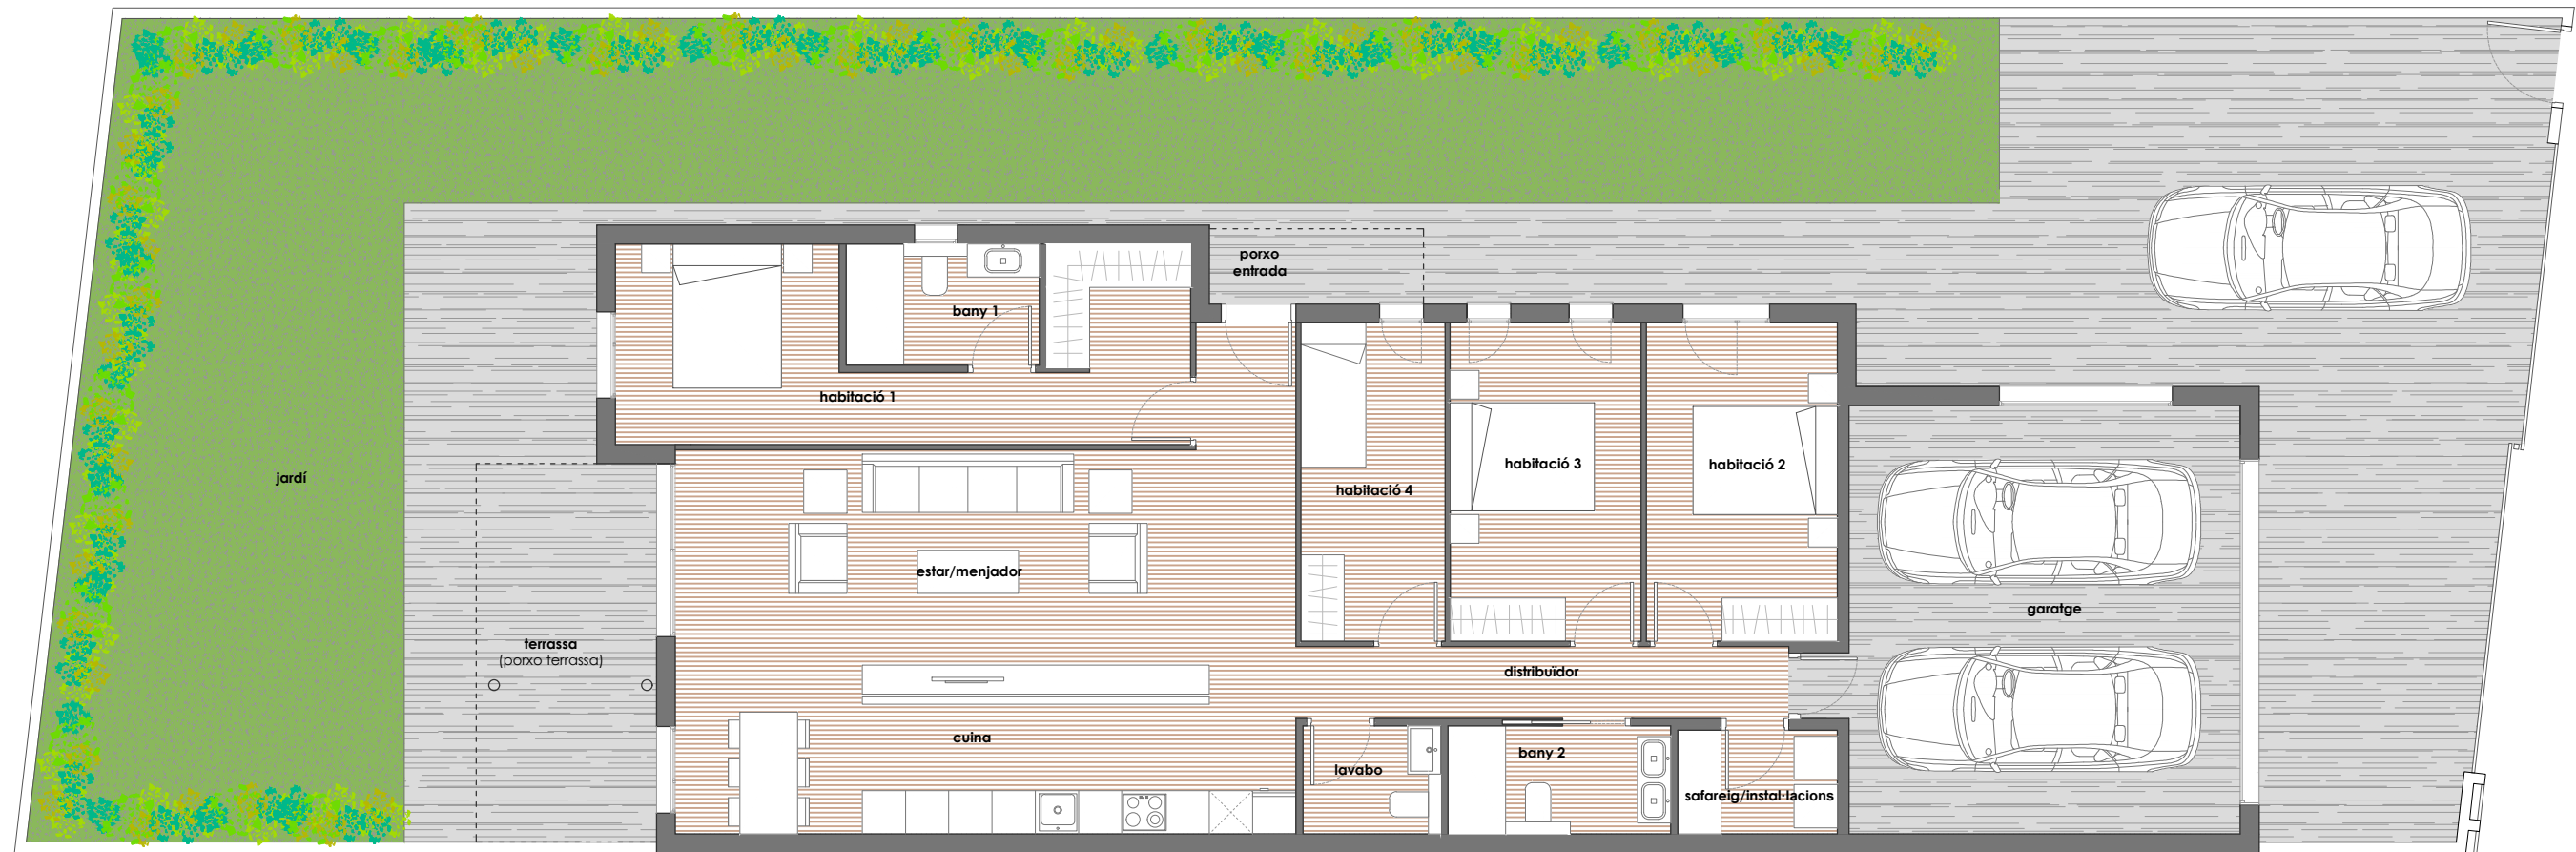 porxo
entrada
bany 1
habitació 1
habitació 3
habitació 2
jardí
habitació 4
estar/menjador
garatge
terrassa
(porxo terrassa)
distribuïdor
cuina
bany 2
lavabo
safareig/instal·lacions